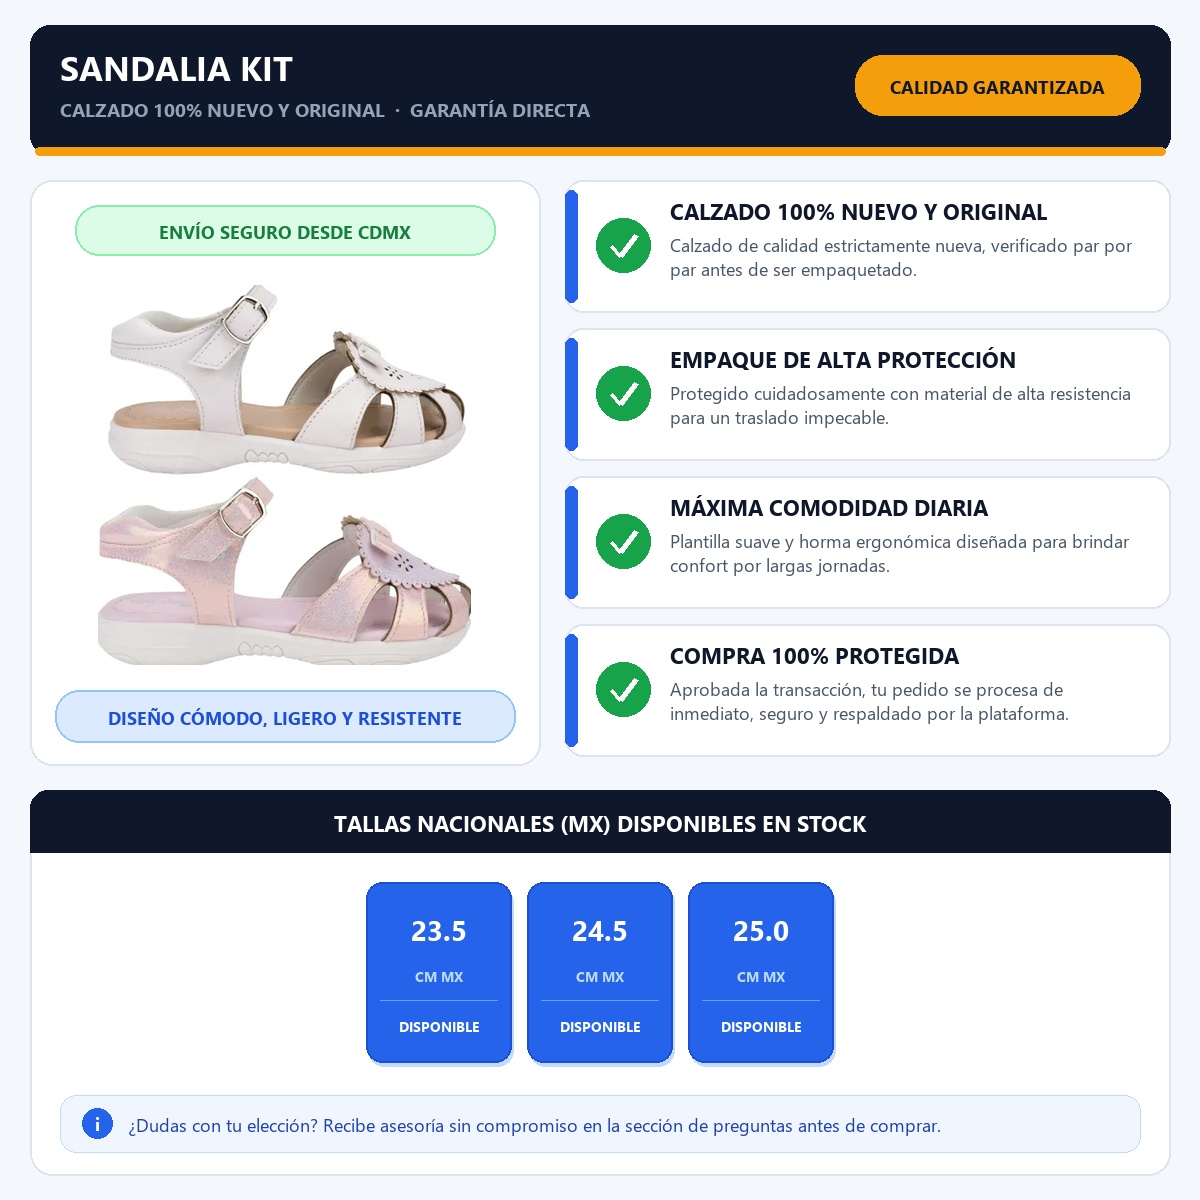 SANDALIA KIT
CALZADO 100% NUEVO Y ORIGINAL · GARANTÍA DIRECTA
CALIDAD GARANTIZADA
ENVÍO SEGURO DESDE CDMX
DISEÑO CÓMODO, LIGERO Y RESISTENTE
CALZADO 100% NUEVO Y ORIGINAL
Calzado de calidad estrictamente nueva, verificado par por
par antes de ser empaquetado.
EMPAQUE DE ALTA PROTECCIÓN
Protegido cuidadosamente con material de alta resistencia
para un traslado impecable.
MÁXIMA COMODIDAD DIARIA
Plantilla suave y horma ergonómica diseñada para brindar
confort por largas jornadas.
COMPRA 100% PROTEGIDA
Aprobada la transacción, tu pedido se procesa de
inmediato, seguro y respaldado por la plataforma.
TALLAS NACIONALES (MX) DISPONIBLES EN STOCK
23.5
CM MX
DISPONIBLE
24.5
CM MX
DISPONIBLE
25.0
CM MX
DISPONIBLE
¿Dudas con tu elección? Recibe asesoría sin compromiso en la sección de preguntas antes de comprar.